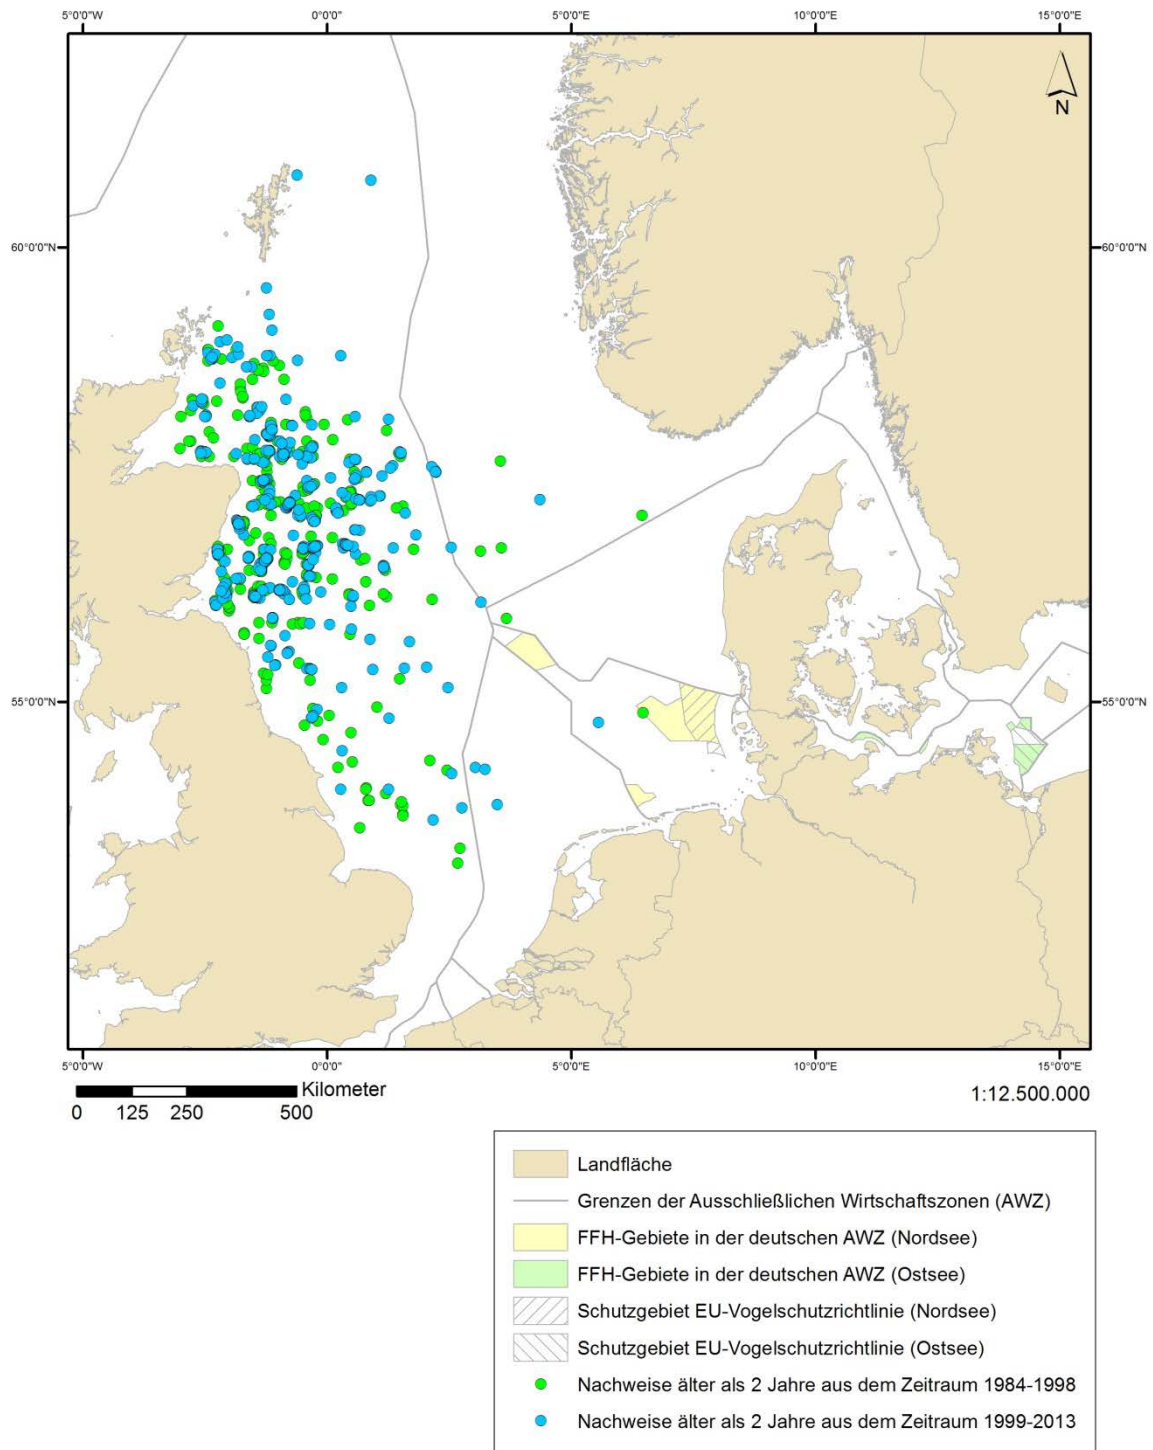 5°0'0"W 0°0'0" 5°0'0"E 10°0'0"E 15°0'0"E
N
60°0'0"N 60°0'0"N
55°0'0"N 55°0'0"N
5°0'0"W 0°0'0" 5°0'0"E 10°0'0"E 15°0'0"E
Kilometer
0 125 250 500
1:12.500.000
Landfläche
Grenzen der Ausschließlichen Wirtschaftszonen (AWZ)
FFH-Gebiete in der deutschen AWZ (Nordsee)
FFH-Gebiete in der deutschen AWZ (Ostsee)
Schutzgebiet EU-Vogelschutzrichtlinie (Nordsee)
Schutzgebiet EU-Vogelschutzrichtlinie (Ostsee)
Nachweise älter als 2 Jahre aus dem Zeitraum 1984-1998
Nachweise älter als 2 Jahre aus dem Zeitraum 1999-2013